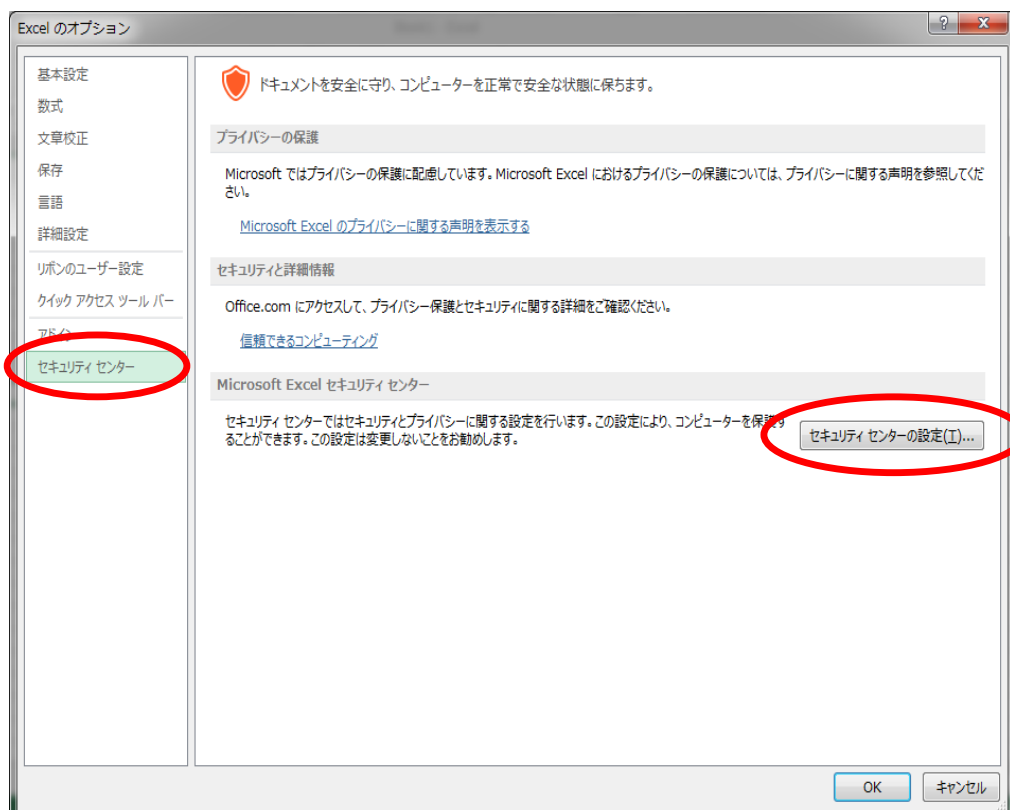 Excel のオプション
基本設定
数式
文章校正
保存
言語
詳細設定
リボンのユーザー設定
クイック アクセス ツール バー
アドイン
セキュリティ センター
ドキュメントを安全に守り、コンピューターを正常で安全な状態に保ちます。
プライバシーの保護
Microsoft ではプライバシーの保護に配慮しています。Microsoft Excel におけるプライバシーの保護については、プライバシーに関する声明を参照してくだ
さい。
Microsoft Excel のプライバシーに関する声明を表示する
セキュリティと詳細情報
Office.com にアクセスして、プライバシー保護とセキュリティに関する詳細をご確認ください。
信頼できるコンピューティング
Microsoft Excel セキュリティ センター
セキュリティ センターではセキュリティとプライバシーに関する設定を行います。この設定により、コンピューターを保護す
ることができます。この設定は変更しないことをお勧めします。
セキュリティ センターの設定(T)...
OK
キャンセル